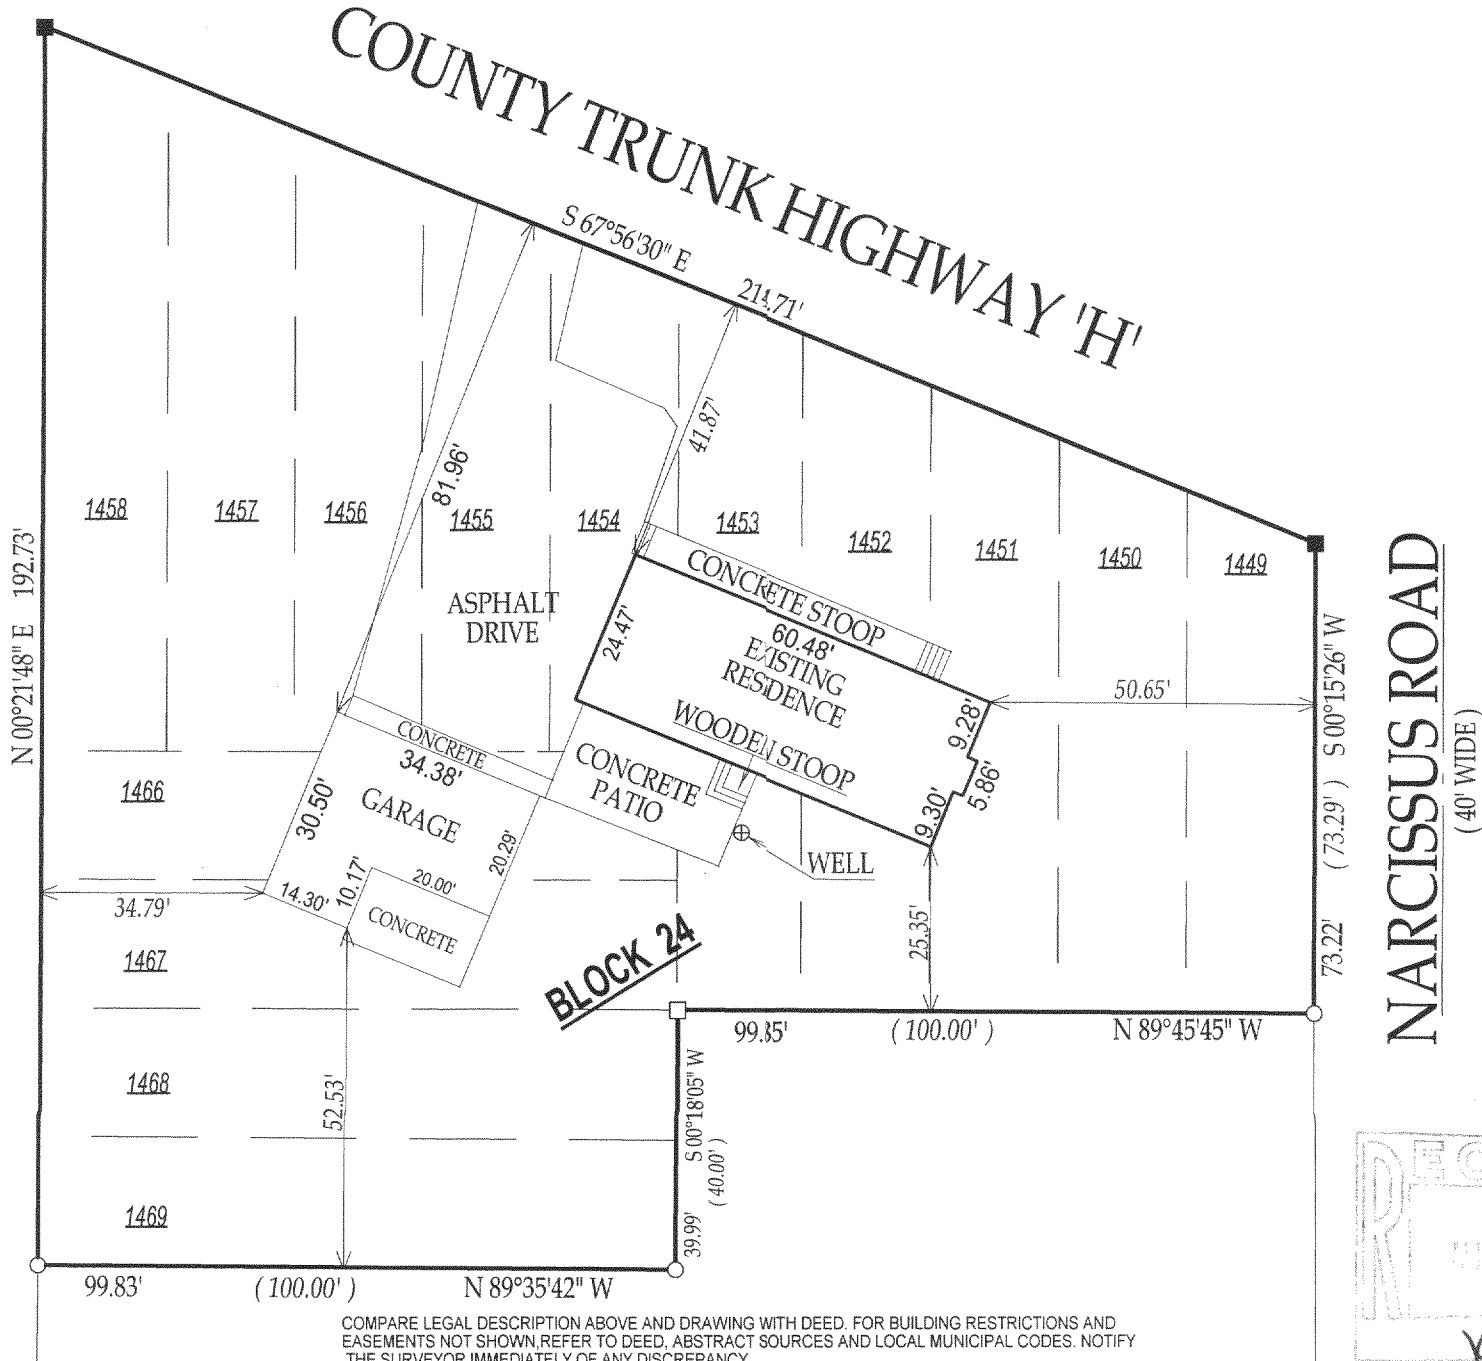 COUNTY TRUNK HIGHWAY 'H'
S 67°56'30" E
214.71'
81.96'
41.87'
1458
1457
1456
1455
1454
1453
1452
1451
1450
1449
N 00°21'48" E 192.73'
ASPHALT
DRIVE
CONCRETE STOOP
60.48'
EXISTING
RESIDENCE
24.47'
WOODEN STOOP
9.28'
5.86'
9.30'
50.65'
S 00°15'26" W
( 73.29' )
73.22'
NARCISSUS ROAD
( 40' WIDE )
CONCRETE
34.38'
GARAGE
30.50'
CONCRETE
PATIO
1466
20.29'
WELL
34.79'
14.30'
10.17'
20.00'
CONCRETE
1467
BLOCK 24
25.35'
99.85'
( 100.00' )
N 89°45'45" W
1468
52.53'
S 00°18'05" W
( 40.00' )
39.99'
1469
99.83'
( 100.00' )
N 89°35'42" W
COMPARE LEGAL DESCRIPTION ABOVE AND DRAWING WITH DEED. FOR BUILDING RESTRICTIONS AND
EASEMENTS NOT SHOWN, REFER TO DEED, ABSTRACT SOURCES AND LOCAL MUNICIPAL CODES. NOTIFY
THE SURVEYOR IMMEDIATELY OF ANY DISCREPANCY